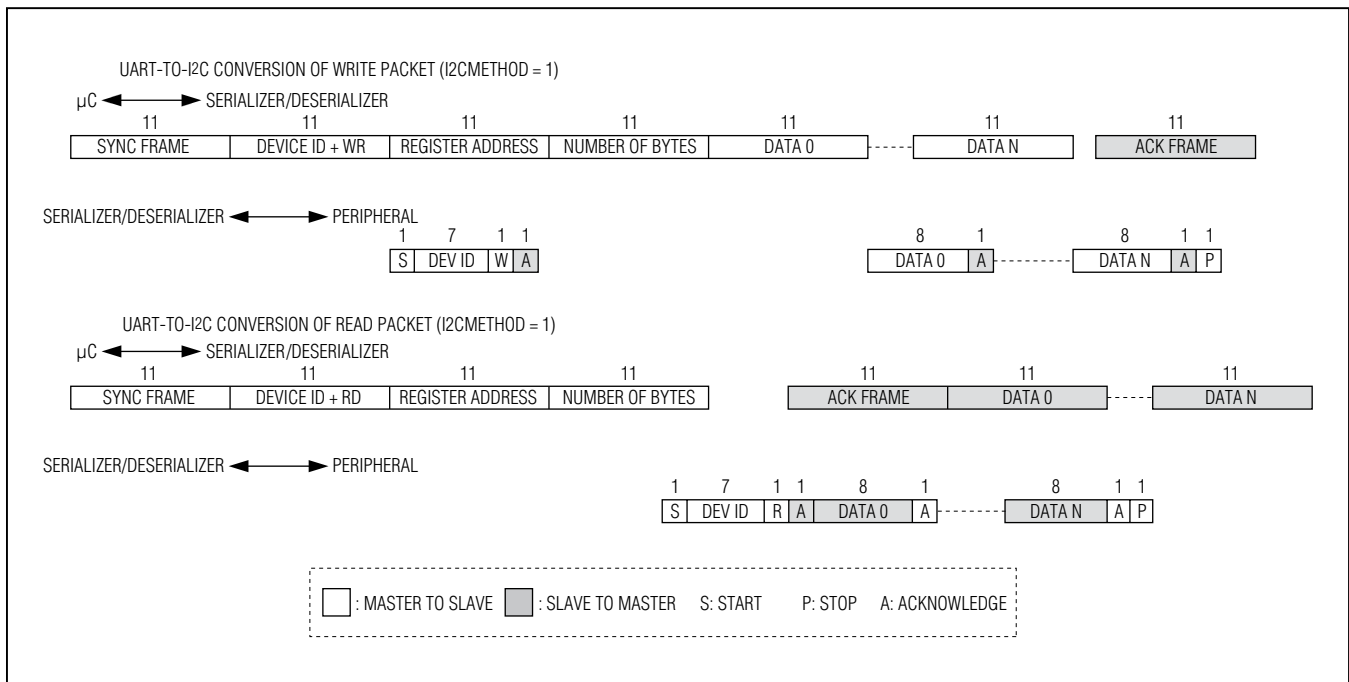 UART-TO-I2C CONVERSION OF WRITE PACKET (I2CMETHOD = 1)
µC SERIALIZER/DESERIALIZER
11 11 11 11 11 11 11
SYNC FRAME DEVICE ID + WR REGISTER ADDRESS NUMBER OF BYTES DATA 0 DATA N ACK FRAME
SERIALIZER/DESERIALIZER PERIPHERAL
1 7 1 1 8 1 8 1 1
S DEV ID W A DATA 0 A DATA N A P
UART-TO-I2C CONVERSION OF READ PACKET (I2CMETHOD = 1)
µC SERIALIZER/DESERIALIZER
11 11 11 11 11 11 11
SYNC FRAME DEVICE ID + RD REGISTER ADDRESS NUMBER OF BYTES ACK FRAME DATA 0 DATA N
SERIALIZER/DESERIALIZER PERIPHERAL
1 7 1 1 8 1 8 1 1
S DEV ID R A DATA 0 A DATA N A P
: MASTER TO SLAVE : SLAVE TO MASTER S: START P: STOP A: ACKNOWLEDGE